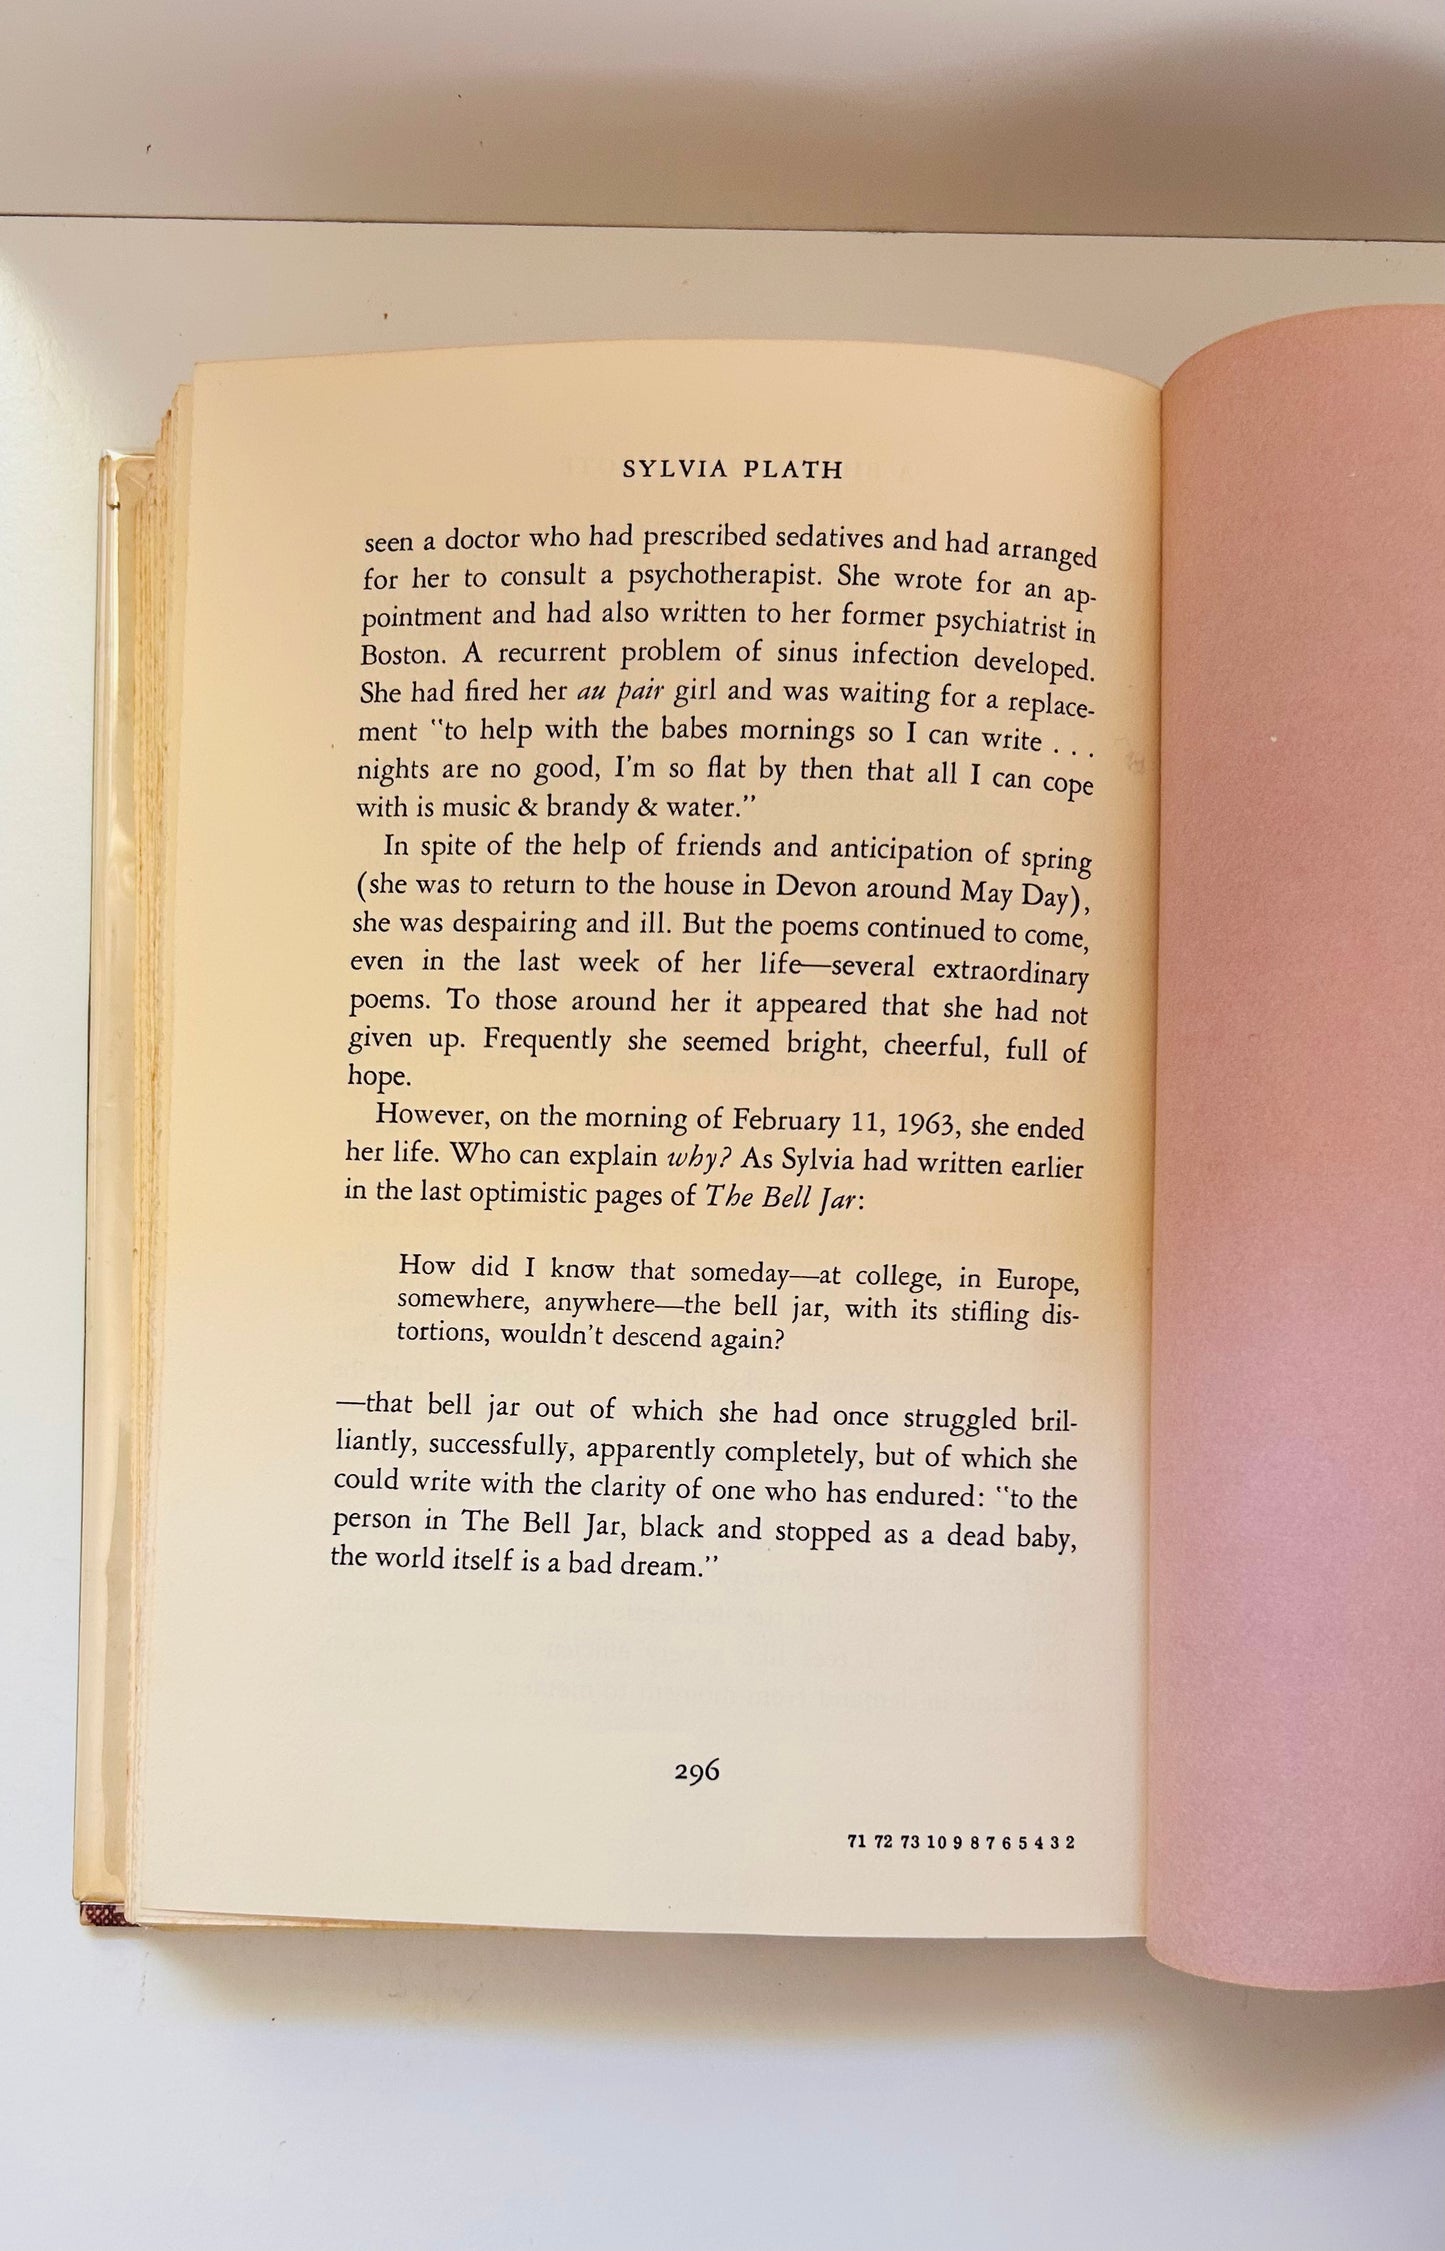 SYLVIA PLATH
seen a doctor who had prescribed sedatives and had arranged
for her to consult a psychotherapist. She wrote for an ap-
pointment and had also written to her former psychiatrist in
Boston. A recurrent problem of sinus infection developed.
She had fired her au pair girl and was waiting for a replace-
ment "to help with the babes mornings so I can write . . .
nights are no good, I'm so flat by then that all I can cope
with is music & brandy & water."
In spite of the help of friends and anticipation of spring
(she was to return to the house in Devon around May Day),
she was despairing and ill. But the poems continued to come,
even in the last week of her life—several extraordinary
poems. To those around her it appeared that she had not
given up. Frequently she seemed bright, cheerful, full of
hope.
However, on the morning of February 11, 1963, she ended
her life. Who can explain why? As Sylvia had written earlier
in the last optimistic pages of The Bell Jar:
How did I know that someday—at college, in Europe,
somewhere, anywhere—the bell jar, with its stifling dis-
tortions, wouldn't descend again?
—that bell jar out of which she had once struggled bril-
liantly, successfully, apparently completely, but of which she
could write with the clarity of one who has endured: "to the
person in The Bell Jar, black and stopped as a dead baby,
the world itself is a bad dream."
296
71 72 73 10 9 8 7 6 5 4 3 2